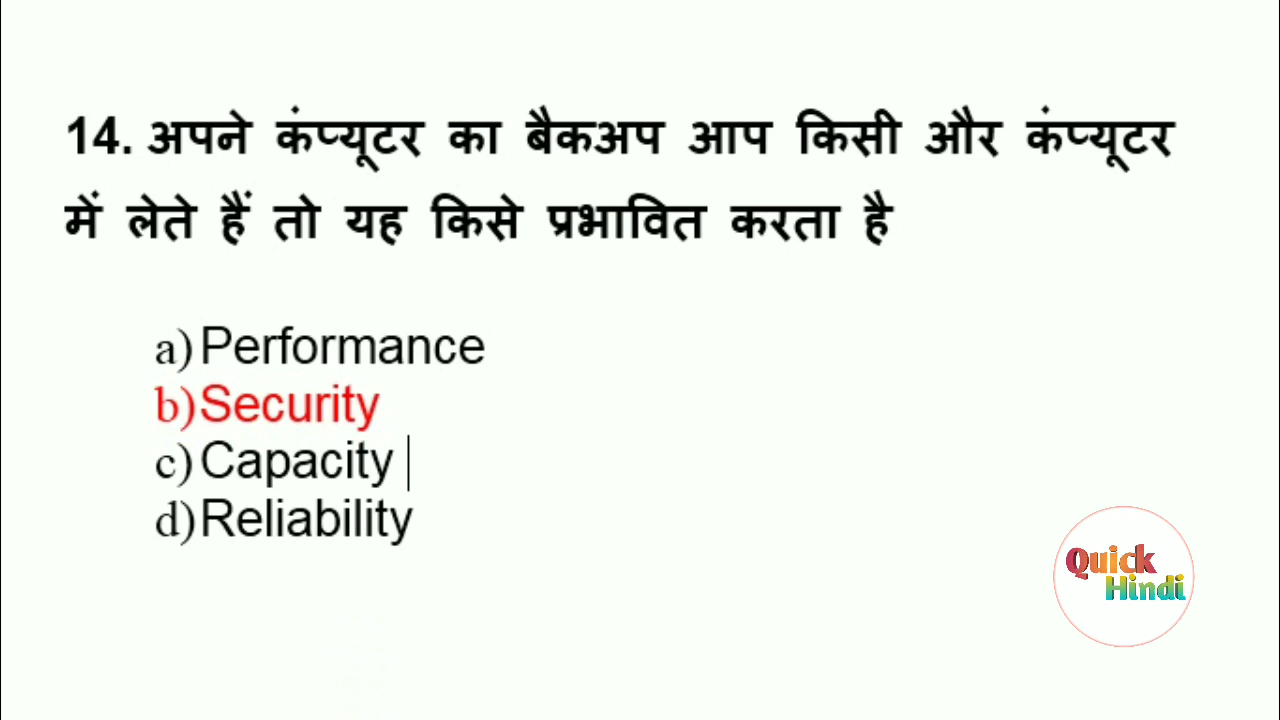 14. अपने कंप्यूटर का बैकअप आप किसी और कंप्यूटर
में लेते हैं तो यह किसे प्रभावित करता है
a) Performance
b) Security
c) Capacity
d) Reliability
Quick
Hindi